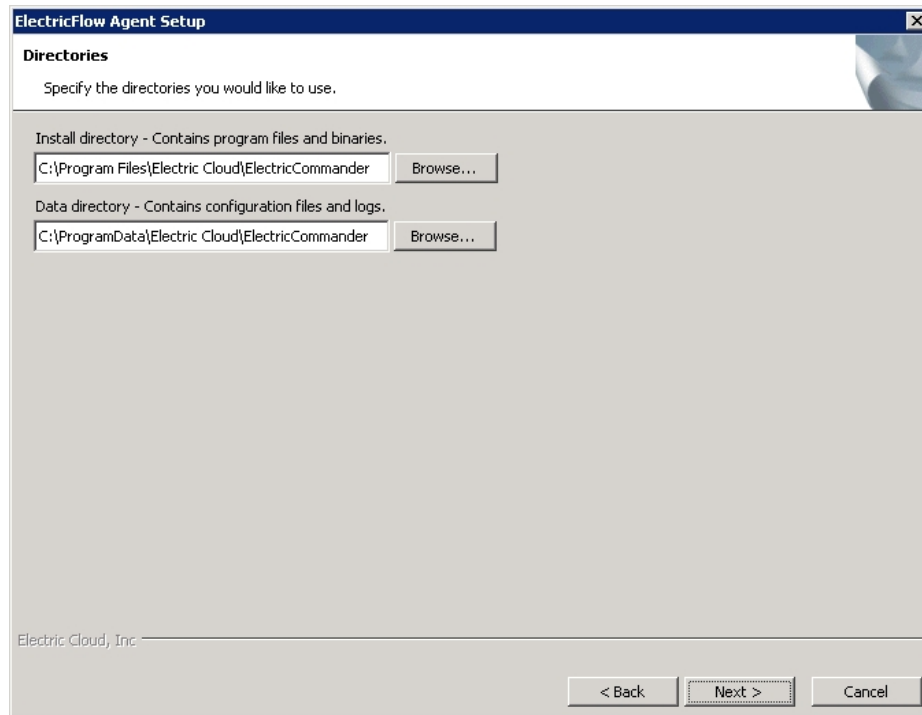 ElectricFlow Agent Setup
Directories
Specify the directories you would like to use.
Install directory - Contains program files and binaries.
C:\Program Files\Electric Cloud\ElectricCommander
Browse...
Data directory - Contains configuration files and logs.
C:\ProgramData\Electric Cloud\ElectricCommander
Browse...
Electric Cloud, Inc
< Back
Next >
Cancel